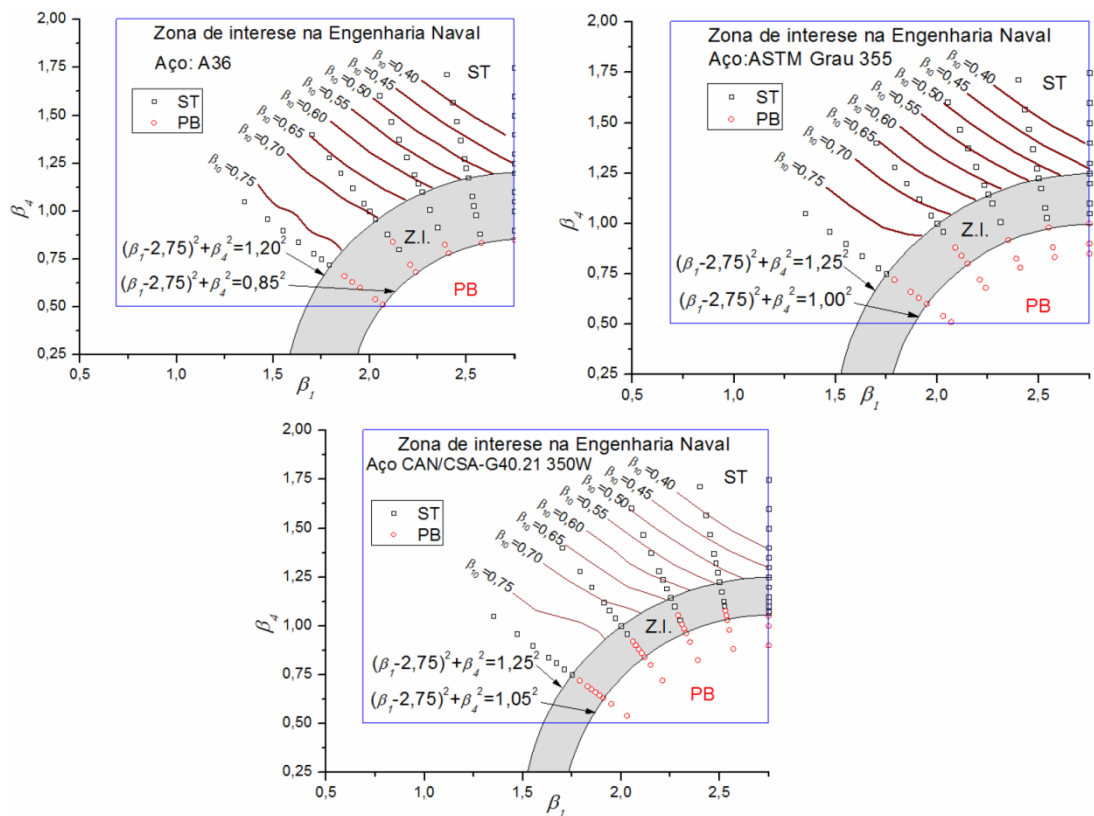 Zona de interese na Engenharia Naval
Aço: A36
ST
PB
β₁₀=0,40
β₁₀=0,45
β₁₀=0,50
β₁₀=0,55
β₁₀=0,60
β₁₀=0,65
β₁₀=0,70
β₁₀=0,75
ST
Z.I.
PB
(β₁-2,75)²+β₄²=1,20²
(β₁-2,75)²+β₄²=0,85²
2,00
1,75
1,50
1,25
1,00
0,75
0,50
0,25
β₄
0,5
1,0
1,5
2,0
2,5
β₁
Zona de interese na Engenharia Naval
Aço:ASTM Grau 355
ST
PB
β₁₀=0,40
β₁₀=0,45
β₁₀=0,50
β₁₀=0,55
β₁₀=0,60
β₁₀=0,65
β₁₀=0,70
β₁₀=0,75
ST
Z.I.
PB
(β₁-2,75)²+β₄²=1,25²
(β₁-2,75)²+β₄²=1,00²
2,00
1,75
1,50
1,25
1,00
0,75
0,50
0,25
β₄
0,5
1,0
1,5
2,0
2,5
β₁
Zona de interese na Engenharia Naval
Aço CAN/CSA-G40.21 350W
ST
PB
β₁₀=0,40
β₁₀=0,45
β₁₀=0,50
β₁₀=0,55
β₁₀=0,60
β₁₀=0,65
β₁₀=0,70
β₁₀=0,75
ST
Z.I.
PB
(β₁-2,75)²+β₄²=1,25²
(β₁-2,75)²+β₄²=1,05²
2,00
1,75
1,50
1,25
1,00
0,75
0,50
0,25
β₄
0,5
1,0
1,5
2,0
2,5
β₁